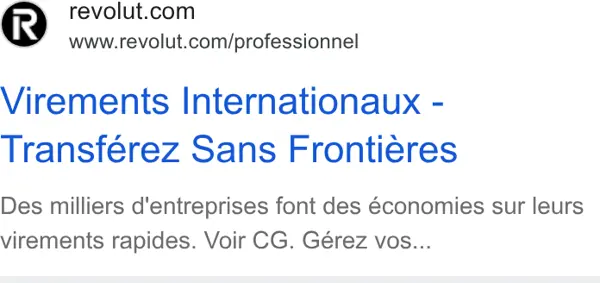 R
revolut.com
www.revolut.com/professionnel
Virements Internationaux -
Transférez Sans Frontières
Des milliers d'entreprises font des économies sur leurs
virements rapides. Voir CG. Gérez vos...